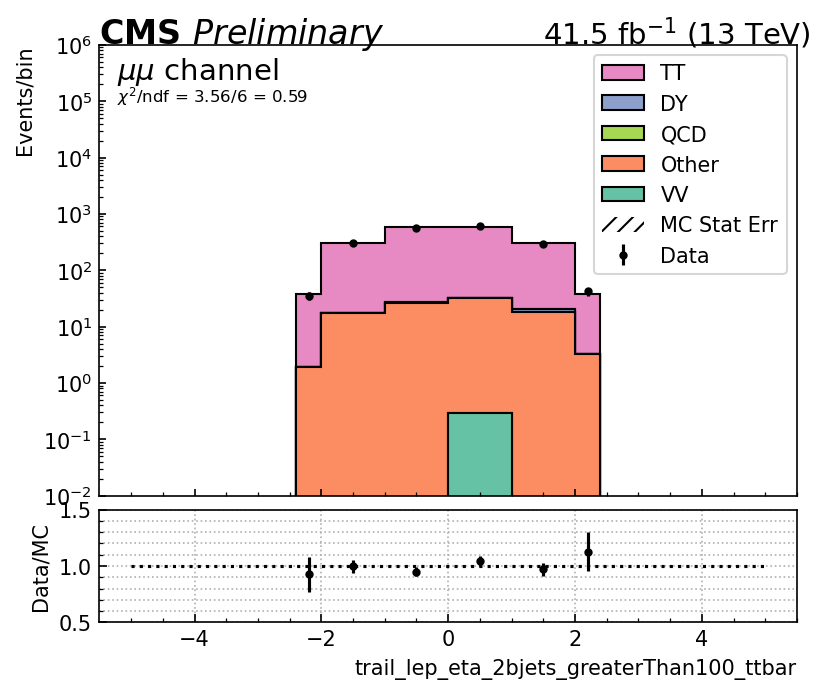 CMS Preliminary
41.5 fb⁻¹ (13 TeV)
Events/bin
10⁶
10⁵
10⁴
10³
10²
10¹
10⁰
10⁻¹
10⁻²
μμ channel
χ²/ndf = 3.56/6 = 0.59
TT
DY
QCD
Other
VV
MC Stat Err
Data
Data/MC
1.5
1.0
0.5
−4
−2
0
2
4
trail_lep_eta_2bjets_greaterThan100_ttbar